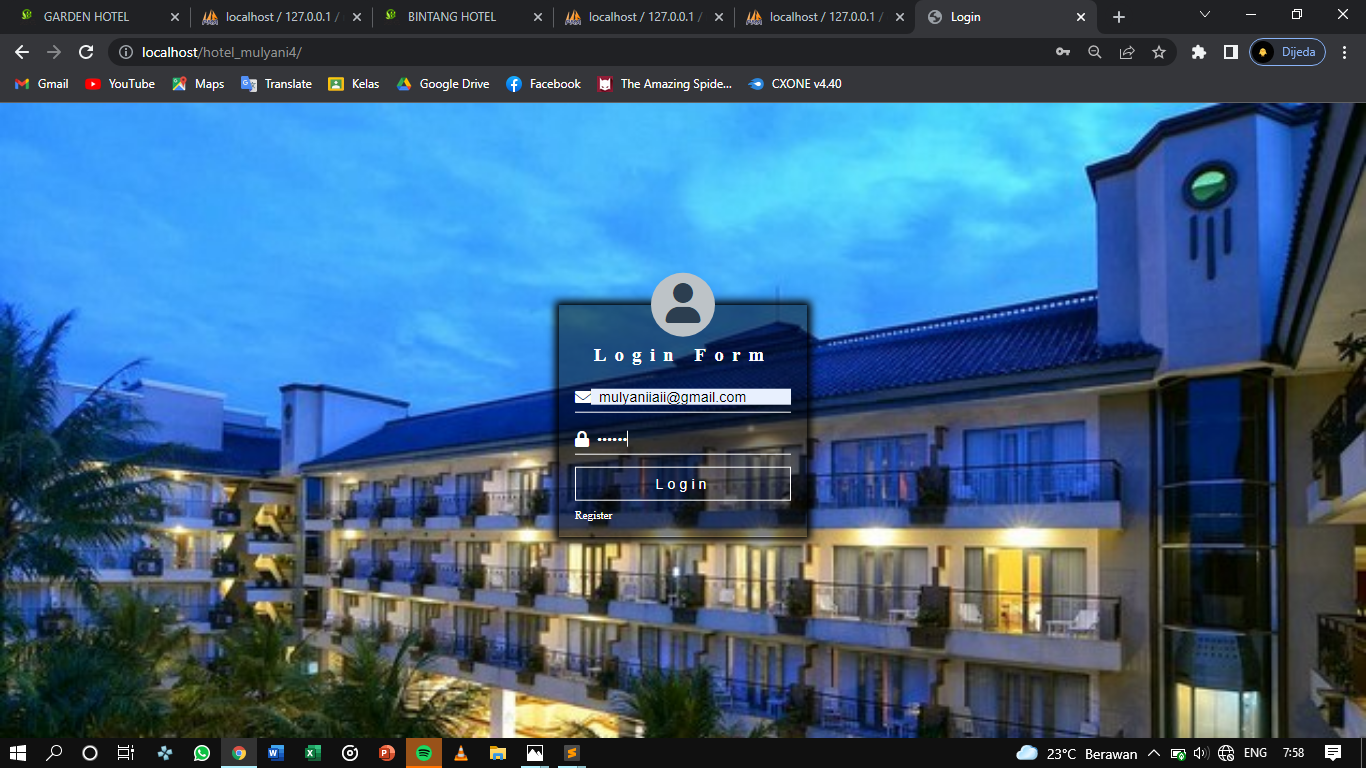 GARDEN HOTEL
localhost / 127.0.0.1 /
BINTANG HOTEL
localhost / 127.0.0.1 /
localhost / 127.0.0.1 /
Login
localhost/hotel_mulyani4/
Dijeda
Gmail
YouTube
Maps
Translate
Kelas
Google Drive
Facebook
The Amazing Spide...
CXONE v4.40
Login Form
mulyaniiaii@gmail.com
Login
Register
23°C Berawan
ENG
7:58